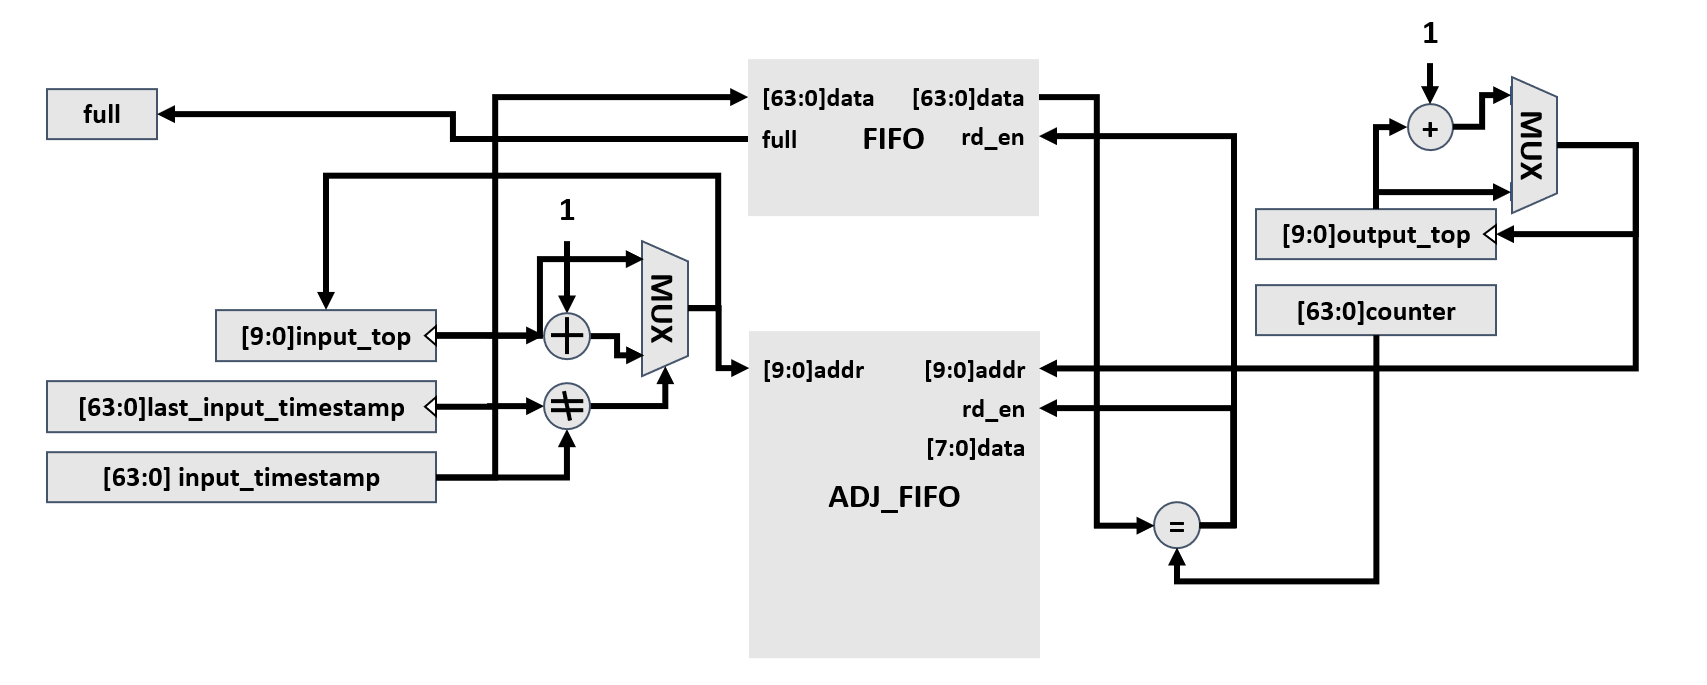 1
full
[63:0]data
[63:0]data
full
FIFO
rd_en
+
MUX
1
[9:0]output_top
MUX
[63:0]counter
[9:0]input_top
+
[9:0]addr
[9:0]addr
[63:0]last_input_timestamp
≠
rd_en
[7:0]data
[63:0] input_timestamp
ADJ_FIFO
=